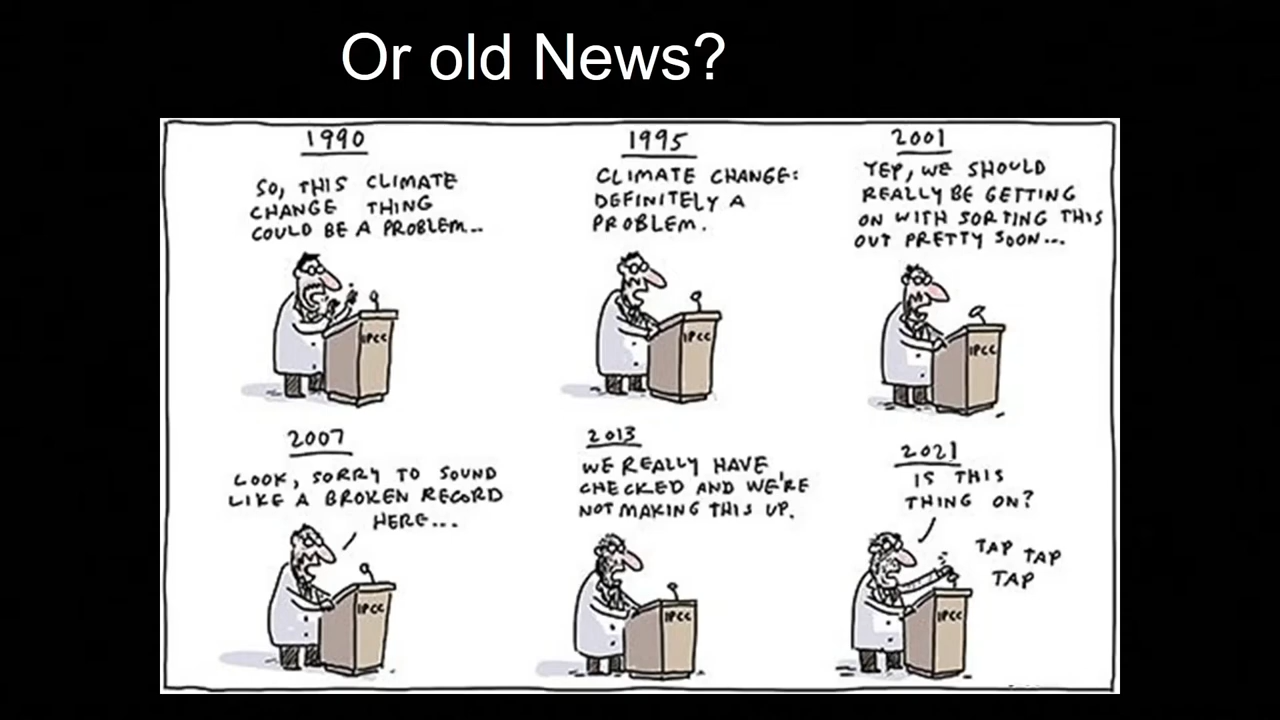 Or old News?
1990
SO, THIS CLIMATE
CHANGE THING
COULD BE A PROBLEM...
IPCC
1995
CLIMATE CHANGE:
DEFINITELY A
PROBLEM.
IPCC
2001
YEP, WE SHOULD
REALLY BE GETTING
ON WITH SORTING THIS
OUT PRETTY SOON...
IPCC
2007
LOOK, SORRY TO SOUND
LIKE A BROKEN RECORD
HERE...
IPCC
2013
WE REALLY HAVE
CHECKED AND WE'RE
NOT MAKING THIS UP.
IPCC
2021
IS THIS
THING ON?
TAP TAP
TAP
IPCC